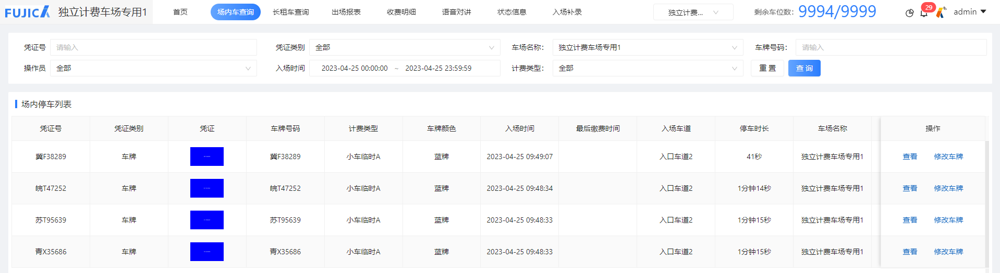 FUJICA 独立计费车场专用1 首页 场内车查询 长租车查询 出场报表 收费明细 语音对讲 状态信息 入场补录 独立计费... 剩余车位数: 9994/9999 29 admin
凭证号 请输入 凭证类别 全部 车场名称: 独立计费车场专用1 车牌号码: 请输入
操作员 全部 入场时间 2023-04-25 00:00:00 ~ 2023-04-25 23:59:59 计费类型: 全部 重置 查询
场内停车列表
凭证号 凭证类别 凭证 车牌号码 计费类型 车牌颜色 入场时间 最后缴费时间 入场车道 停车时长 车场名称 操作
冀F38289 车牌 冀F38289 小车临时A 蓝牌 2023-04-25 09:49:07 入口车道2 41秒 独立计费车场专用1 查看 修改车牌
皖T47252 车牌 皖T47252 小车临时A 蓝牌 2023-04-25 09:48:34 入口车道2 1分钟14秒 独立计费车场专用1 查看 修改车牌
苏T95639 车牌 苏T95639 小车临时A 蓝牌 2023-04-25 09:48:33 入口车道2 1分钟15秒 独立计费车场专用1 查看 修改车牌
青X35686 车牌 青X35686 小车临时A 蓝牌 2023-04-25 09:48:33 入口车道2 1分钟15秒 独立计费车场专用1 查看 修改车牌